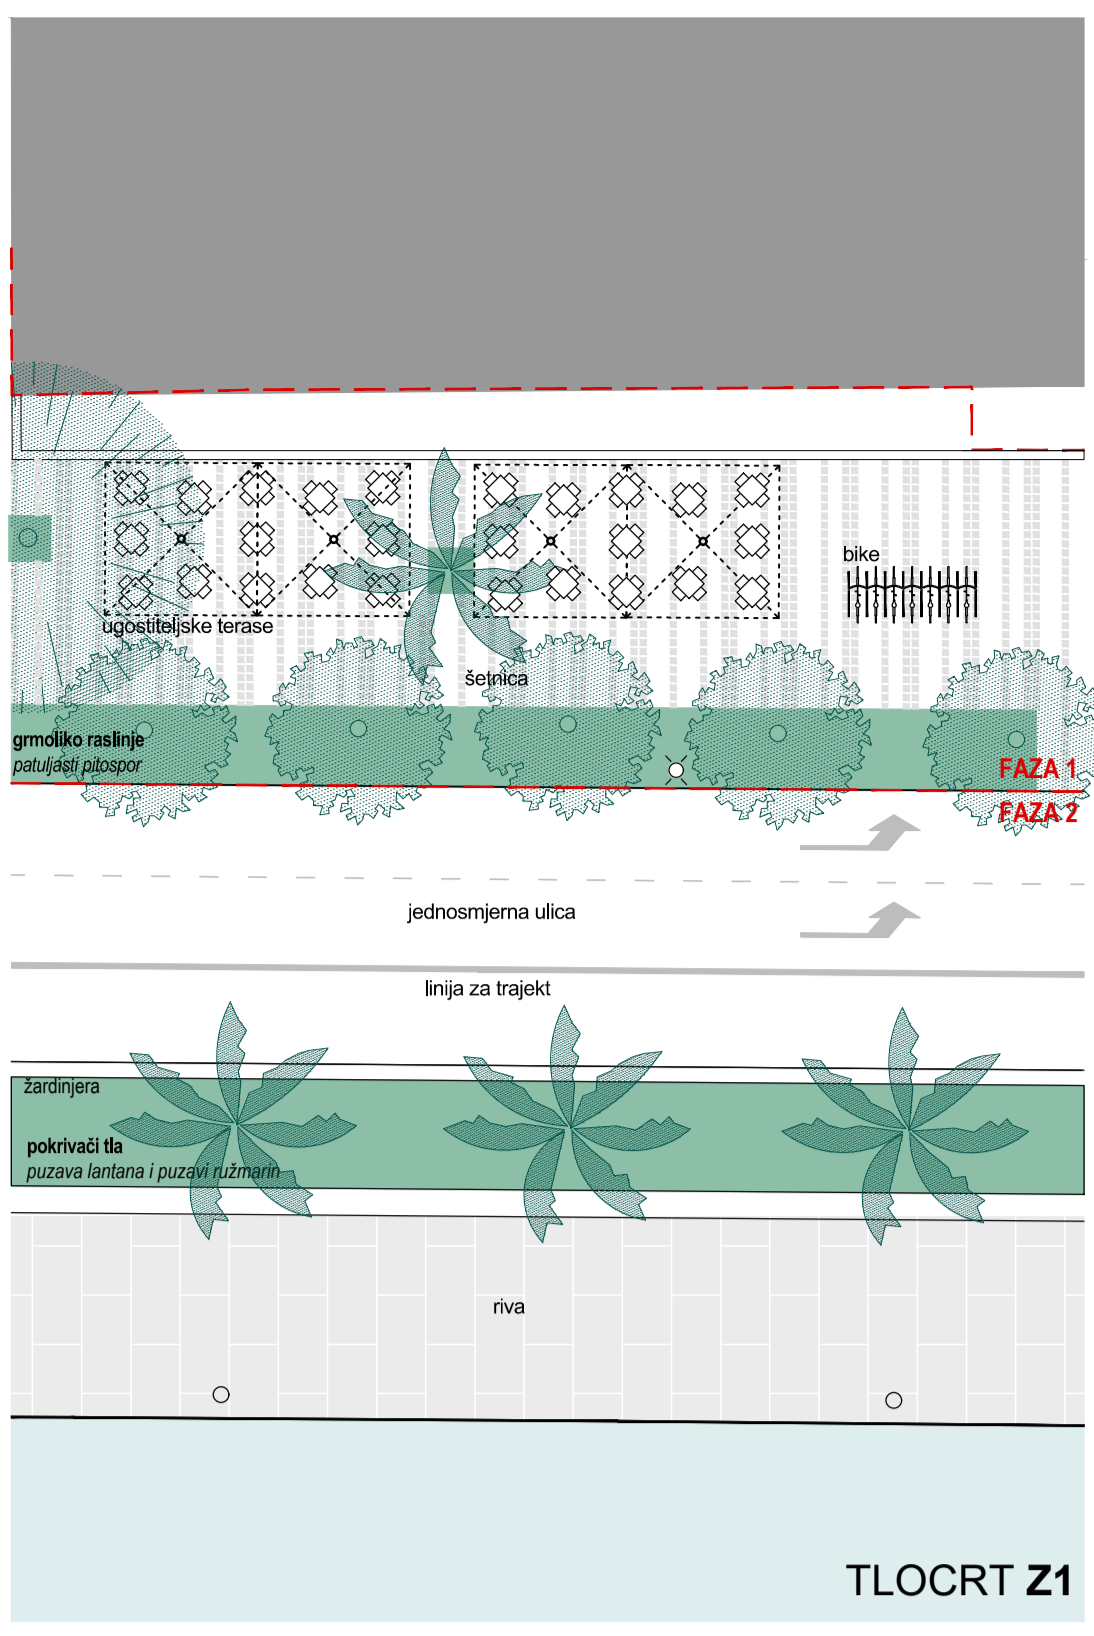 bike
ugostiteljske terase
šetnica
grmoliko raslinje
patuljasti pitospor
FAZA 1
FAZA 2
jednosmjerna ulica
linija za trajekt
žardinjera
pokrivači tla
puzava lantana i puzavi ružmarin
riva
TLOCRT Z1